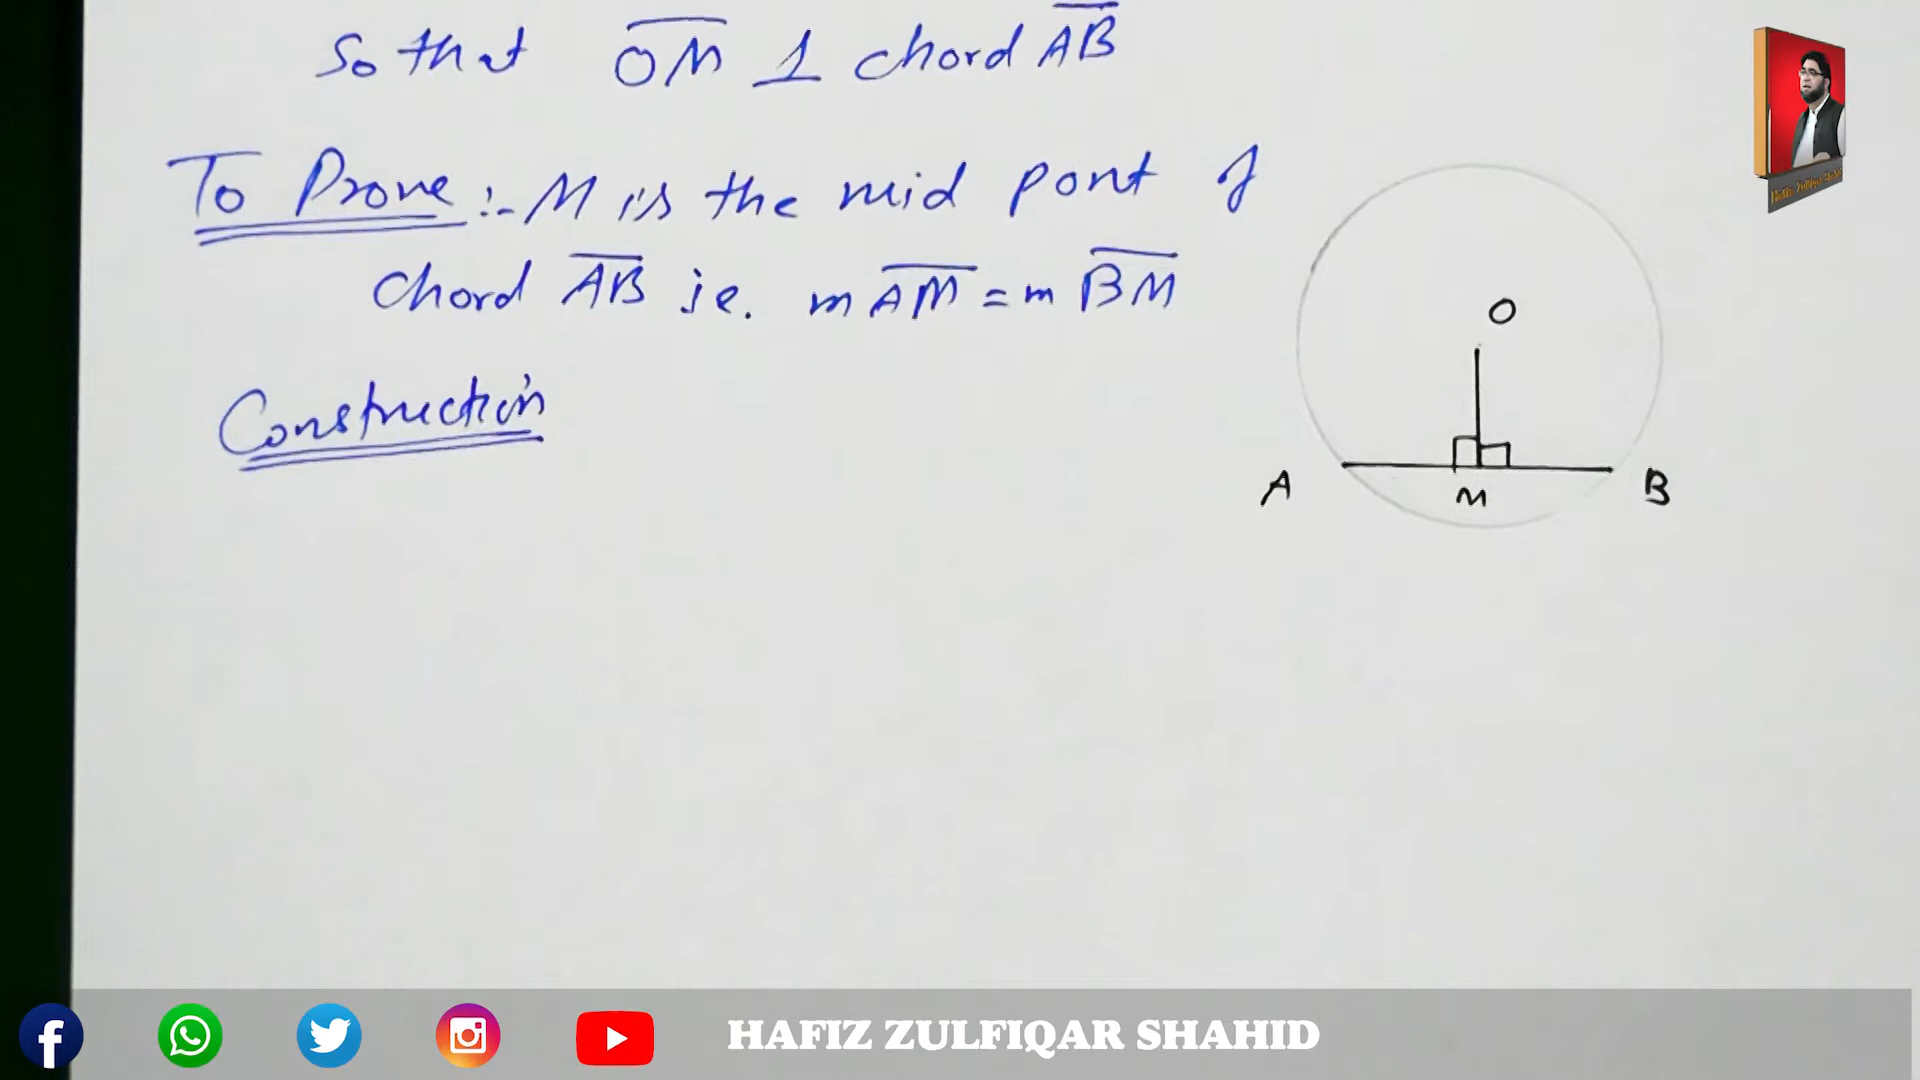 So that OM ⊥ chord AB
To Prove :- M is the mid pont of
chord AB ie. mAM = mBM
Construction
O
A
M
B
HAFIZ ZULFIQAR SHAHID